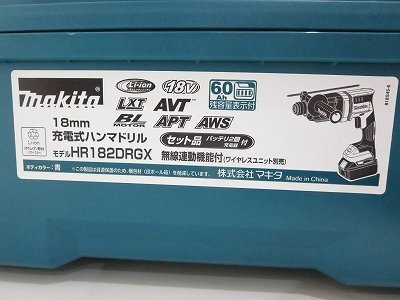 makita
Li-ion
18V
60Ah
残容量表示付
LXT
AVT
BL MOTOR
APT
AWS
18mm
充電式ハンマドリル
モデルHR182DRGX
セット品
バッテリ2個 付
充電器
無線連動機能付(ワイヤレスユニット別売)
Li-ion
ボディカラー:青
株式会社マキタ
Made in China